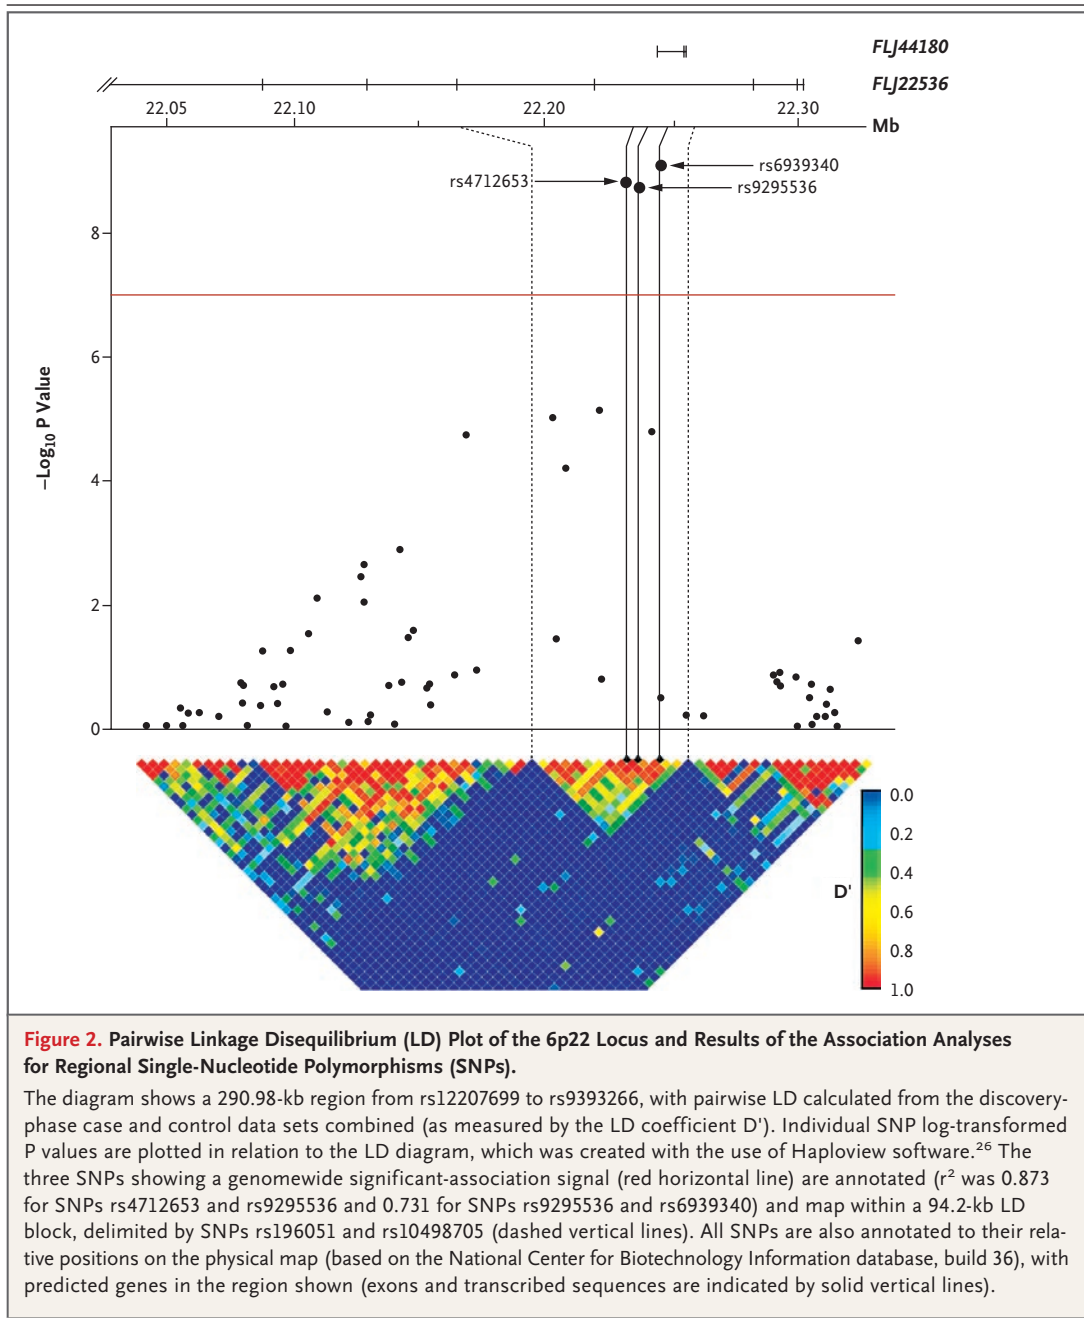 FLJ44180
FLJ22536
22.05 22.10 22.20 22.30
Mb
rs6939340
rs4712653
rs9295536
8
6
4
2
0
−Log10 P Value
0.0
0.2
0.4
0.6
0.8
1.0
D'
Figure 2. Pairwise Linkage Disequilibrium (LD) Plot of the 6p22 Locus and Results of the Association Analyses
for Regional Single-Nucleotide Polymorphisms (SNPs).
The diagram shows a 290.98-kb region from rs12207699 to rs9393266, with pairwise LD calculated from the discovery-
phase case and control data sets combined (as measured by the LD coefficient D'). Individual SNP log-transformed
P values are plotted in relation to the LD diagram, which was created with the use of Haploview software.²⁶ The
three SNPs showing a genomewide significant-association signal (red horizontal line) are annotated (r² was 0.873
for SNPs rs4712653 and rs9295536 and 0.731 for SNPs rs9295536 and rs6939340) and map within a 94.2-kb LD
block, delimited by SNPs rs196051 and rs10498705 (dashed vertical lines). All SNPs are also annotated to their rela-
tive positions on the physical map (based on the National Center for Biotechnology Information database, build 36), with
predicted genes in the region shown (exons and transcribed sequences are indicated by solid vertical lines).